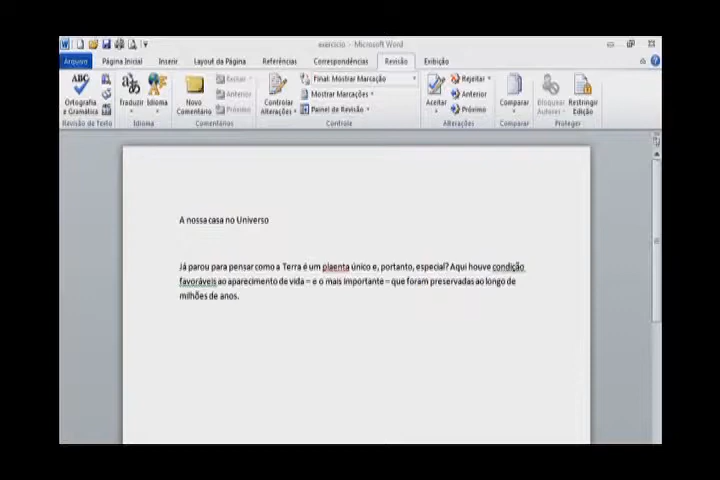 exercício - Microsoft Word
Arquivo Página Inicial Inserir Layout da Página Referências Correspondências Revisão Exibição
ABC
Ortografia e Gramática
Traduzir Idioma
Novo Comentário
Excluir
Anterior
Próximo
Controlar Alterações
Final: Mostrar Marcação
Mostrar Marcações
Painel de Revisão
Aceitar
Rejeitar
Anterior
Próximo
Comparar
Bloquear Autores
Restringir Edição
Revisão de Texto Idioma Comentários Controle Alterações Comparar Proteger
A nossa casa no Universo
Já parou para pensar como a Terra é um plaenta único e, portanto, especial? Aqui houve condição
favoráveis ao aparecimento de vida – e o mais importante – que foram preservadas ao longo de
milhões de anos.